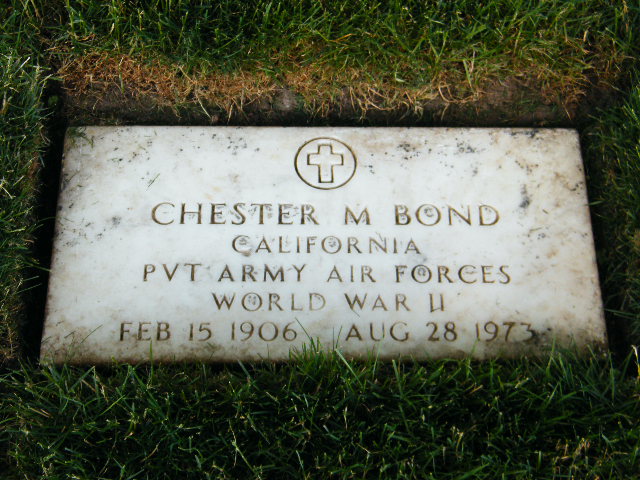 CHESTER M BOND
CALIFORNIA
PVT ARMY AIR FORCES
WORLD WAR II
FEB 15 1906 AUG 28 1973